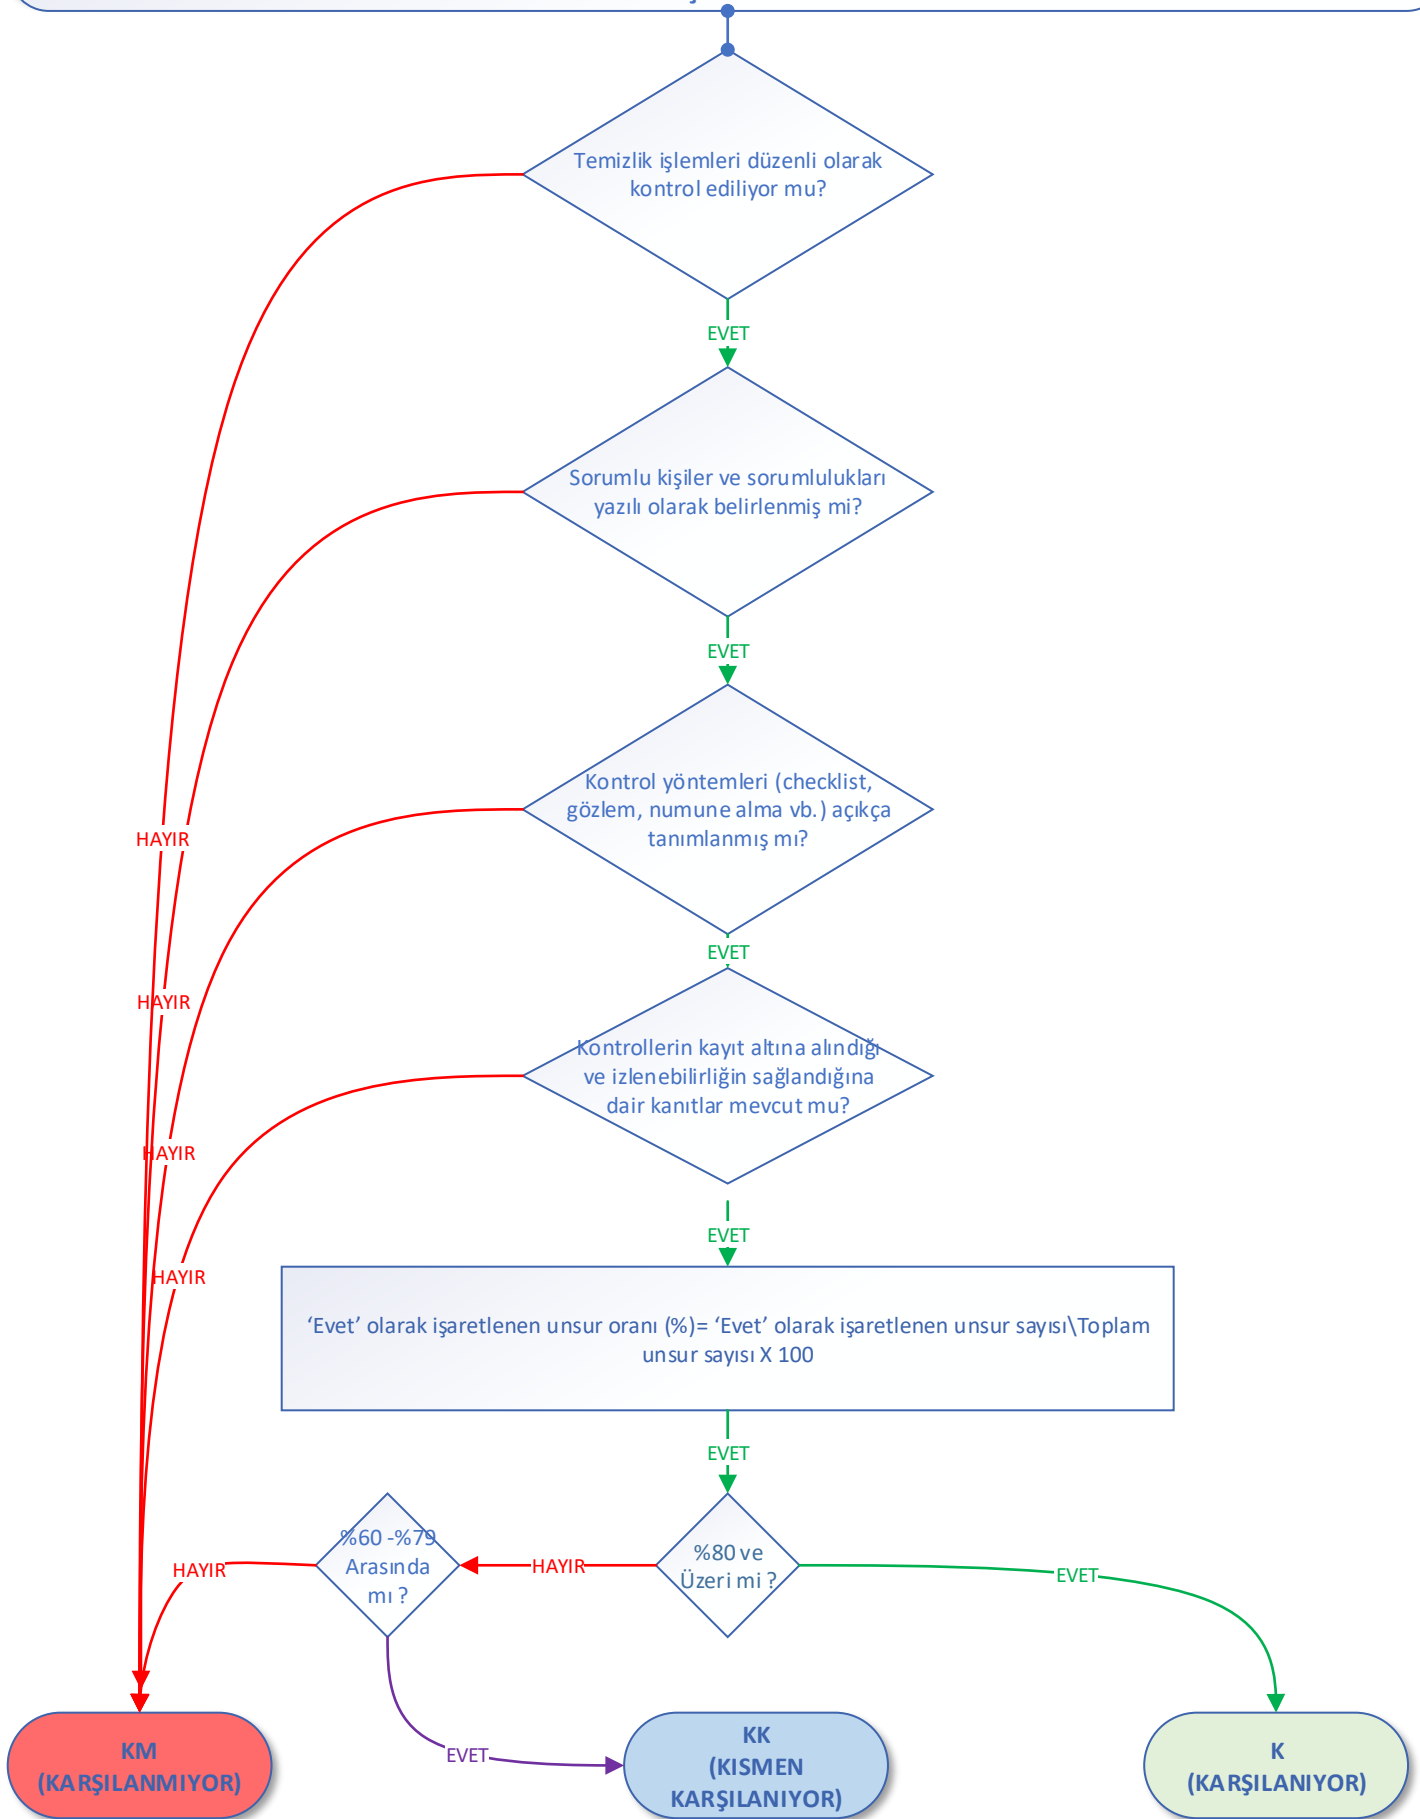 Temizlik işlemleri düzenli olarak
kontrol ediliyor mu?
EVET
Sorumlu kişiler ve sorumlulukları
yazılı olarak belirlenmiş mi?
EVET
Kontrol yöntemleri (checklist,
gözlem, numune alma vb.) açıkça
tanımlanmış mı?
HAYIR
EVET
HAYIR
Kontrollerin kayıt altına alındığı
ve izlenebilirliğin sağlandığına
dair kanıtlar mevcut mu?
HAYIR
EVET
HAYIR
‘Evet’ olarak işaretlenen unsur oranı (%)= ‘Evet’ olarak işaretlenen unsur sayısı\Toplam
unsur sayısı X 100
EVET
%60 -%79
Arasında
mı ?
%80 ve
Üzeri mi ?
HAYIR
HAYIR
EVET
EVET
KM
(KARŞILANMIYOR)
KK
(KISMEN
KARŞILANIYOR)
K
(KARŞILANIYOR)